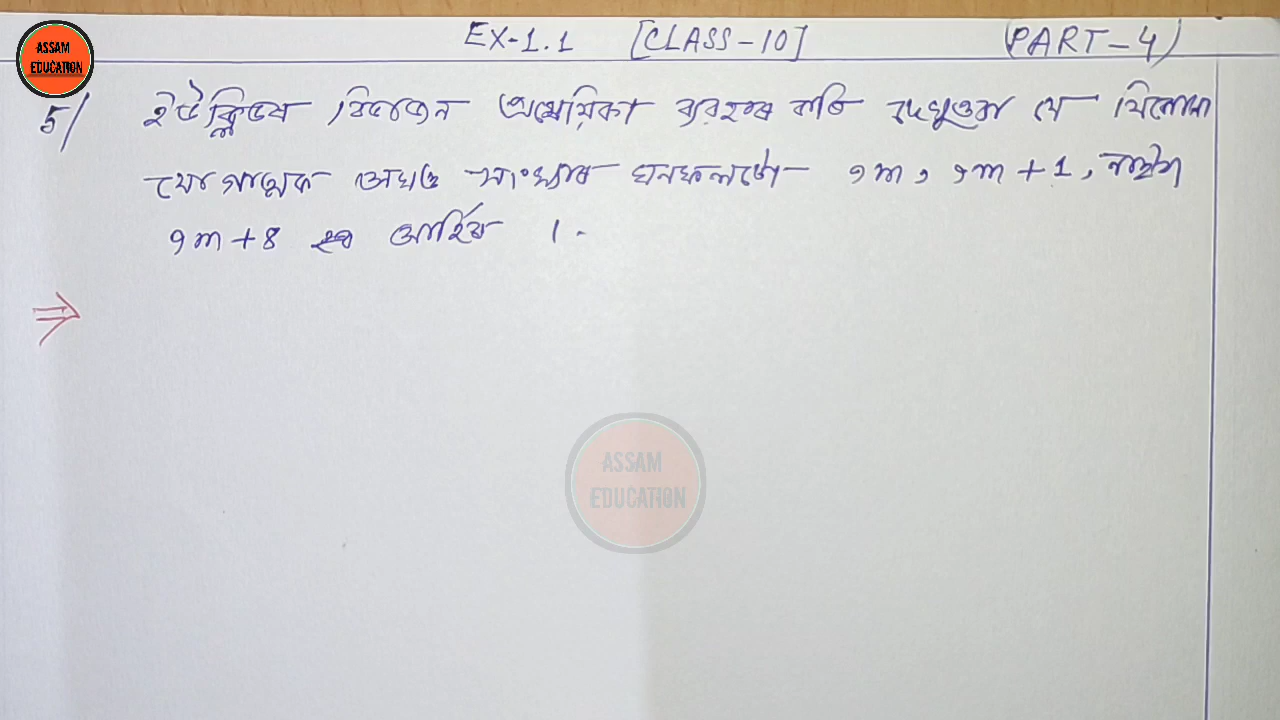 ASSAM
EDUCATION
EX-1.1 [CLASS-10] (PART-4)
5/ ইউক্লিডৰ বিভাজন প্ৰমেয়িকা ব্যৱহাৰ কৰি দেখুওৱা যে যিকোনো
যোগাত্মক অখণ্ড সংখ্যাৰ ঘনফলটো 9m, 9m+1, নাইবা
9m+8 হব আৰ্হিৰ ।
ASSAM
EDUCATION